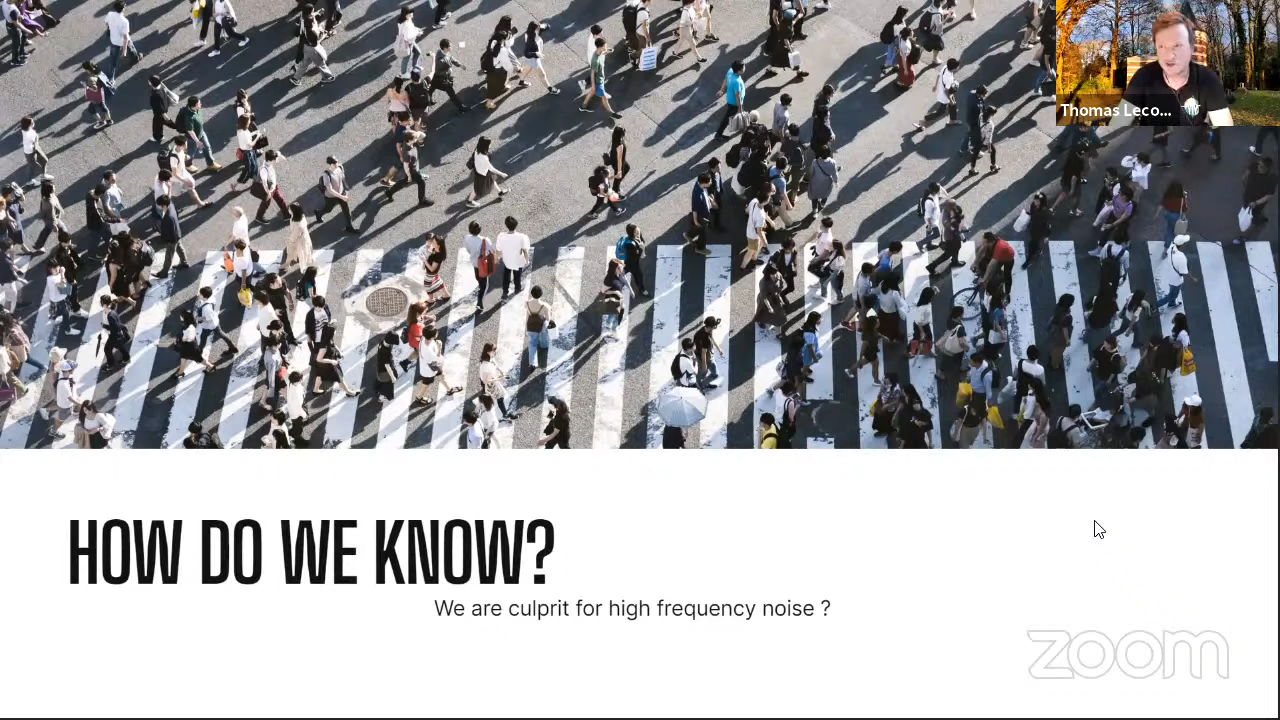 Thomas Leco...
HOW DO WE KNOW?
We are culprit for high frequency noise ?
zoom